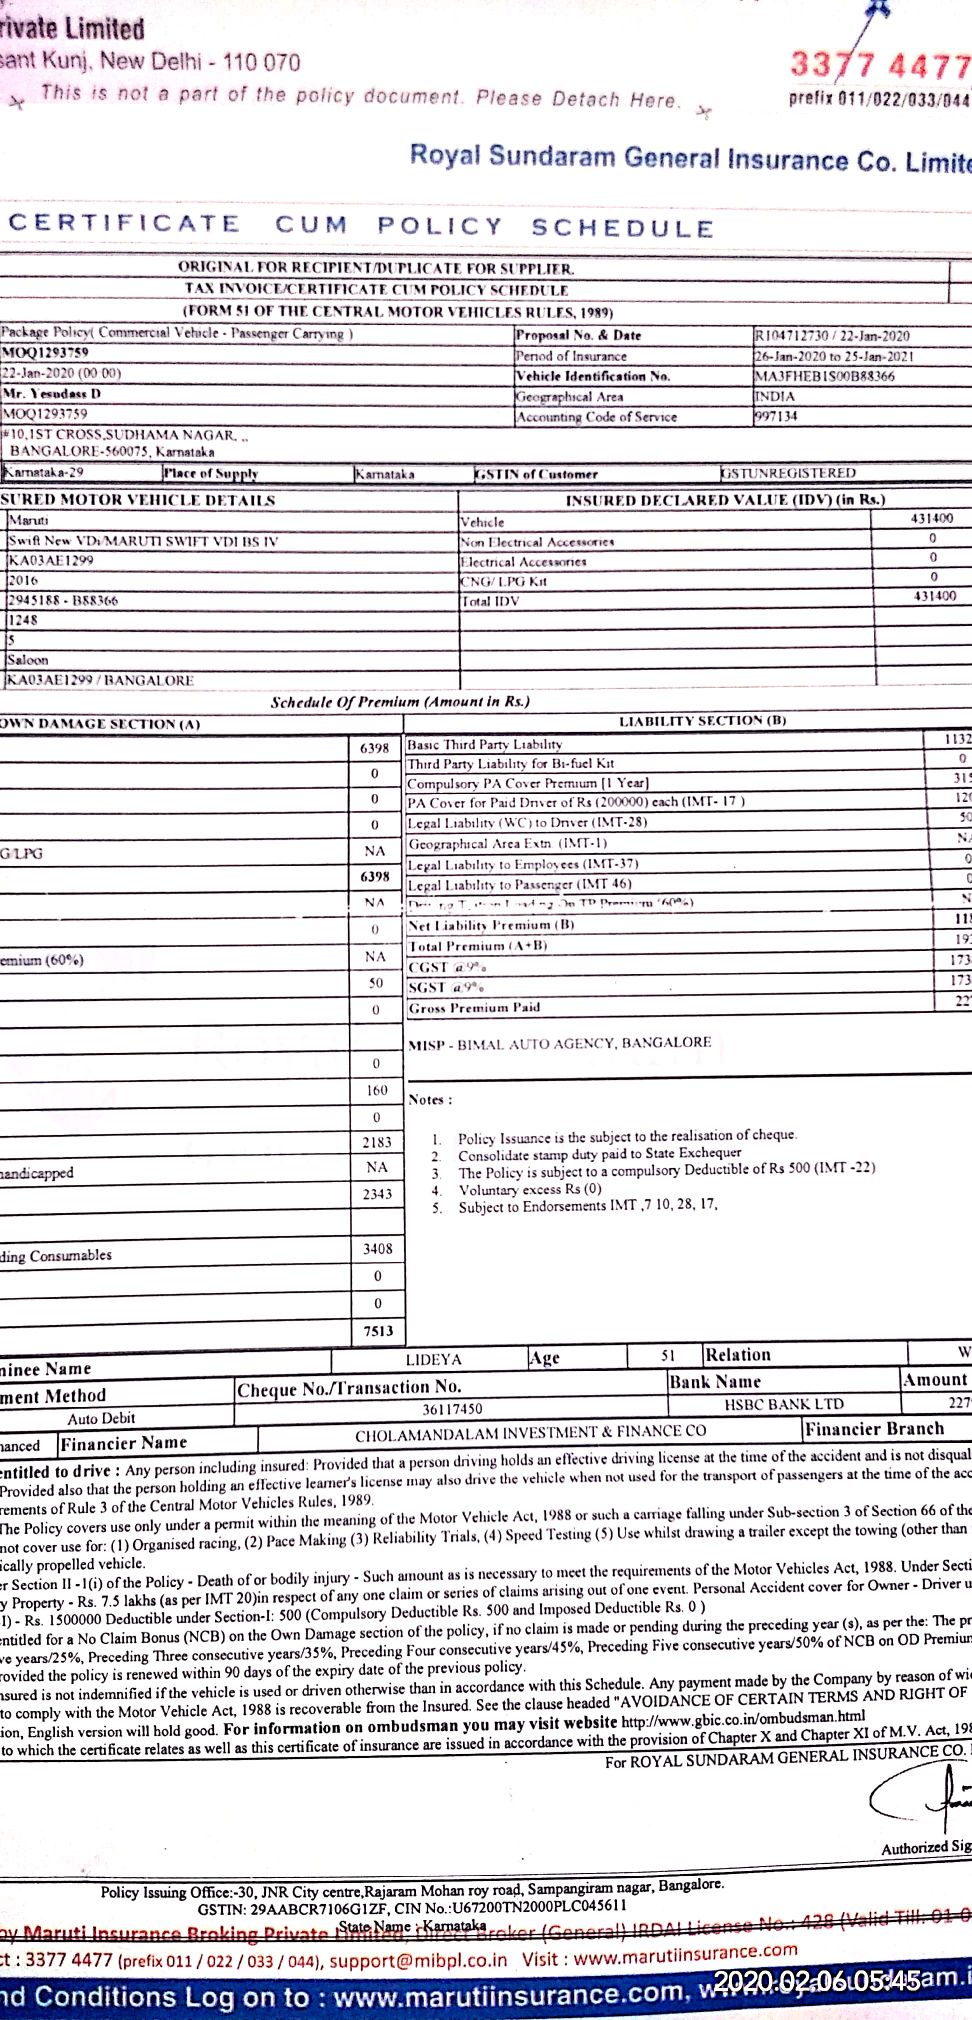 rivate Limited
sant Kunj, New Delhi - 110 070
3377 4477
prefix 011/022/033/044
This is not a part of the policy document. Please Detach Here.
Royal Sundaram General Insurance Co. Limite
CERTIFICATE CUM POLICY SCHEDULE
ORIGINAL FOR RECIPIENT/DUPLICATE FOR SUPPLIER.
TAX INVOICE/CERTIFICATE CUM POLICY SCHEDULE
(FORM 51 OF THE CENTRAL MOTOR VEHICLES RULES, 1989)
Package Policy( Commercial Vehicle - Passenger Carrying ) Proposal No. & Date R104712730 / 22-Jan-2020
MOQ1293759 Period of Insurance 26-Jan-2020 to 25-Jan-2021
22-Jan-2020 (00:00) Vehicle Identification No. MA3FHEB1S00B88366
Mr. Yesudass D Geographical Area INDIA
MOQ1293759 Accounting Code of Service 997134
#10,1ST CROSS,SUDHAMA NAGAR, ,,
BANGALORE-560075, Karnataka
Karnataka-29 Place of Supply Karnataka GSTIN of Customer GSTUNREGISTERED
SURED MOTOR VEHICLE DETAILS INSURED DECLARED VALUE (IDV) (in Rs.)
Maruti Vehicle 431400
Swift New VDi/MARUTI SWIFT VDI BS IV Non Electrical Accessories 0
KA03AE1299 Electrical Accessories 0
2016 CNG/ LPG Kit 0
2945188 - B88366 Total IDV 431400
1248
5
Saloon
KA03AE1299 / BANGALORE
Schedule Of Premium (Amount in Rs.)
OWN DAMAGE SECTION (A) LIABILITY SECTION (B)
6398 Basic Third Party Liability 1132
0 Third Party Liability for Bi-fuel Kit 0
0 Compulsory PA Cover Premium [1 Year] 315
0 PA Cover for Paid Driver of Rs (200000) each (IMT- 17 ) 120
G/LPG NA Legal Liability (WC) to Driver (IMT-28) 50
6398 Geographical Area Extn (IMT-1) N
NA Legal Liability to Employees (IMT-37) 0
0 Legal Liability to Passenger (IMT 46) 0
emium (60%) NA On TP Premium (60%) N
50 Net Liability Premium (B) 118
0 Total Premium (A+B) 193
CGST @9% 173
SGST @9% 173
Gross Premium Paid 227
MISP - BIMAL AUTO AGENCY, BANGALORE
0
160
0
2183
handicapped NA
2343
ding Consumables 3408
0
0
7513
Notes :
1. Policy Issuance is the subject to the realisation of cheque.
2. Consolidate stamp duty paid to State Exchequer
3. The Policy is subject to a compulsory Deductible of Rs 500 (IMT -22)
4. Voluntary excess Rs (0)
5. Subject to Endorsements IMT ,7 10, 28, 17,
ninee Name LIDEYA Age 51 Relation W
ment Method Cheque No./Transaction No. Bank Name Amount
Auto Debit 36117450 HSBC BANK LTD 227
nanced Financier Name CHOLAMANDALAM INVESTMENT & FINANCE CO Financier Branch
entitled to drive : Any person including insured: Provided that a person driving holds an effective driving license at the time of the accident and is not disqual
Provided also that the person holding an effective learner's license may also drive the vehicle when not used for the transport of passengers at the time of the acc
rements of Rule 3 of the Central Motor Vehicles Rules, 1989.
The Policy covers use only under a permit within the meaning of the Motor Vehicle Act, 1988 or such a carriage falling under Sub-section 3 of Section 66 of the
not cover use for: (1) Organised racing, (2) Pace Making (3) Reliability Trials, (4) Speed Testing (5) Use whilst drawing a trailer except the towing (other than
ically propelled vehicle.
er Section II -1(i) of the Policy - Death of or bodily injury - Such amount as is necessary to meet the requirements of the Motor Vehicles Act, 1988. Under Secti
y Property - Rs. 7.5 lakhs (as per IMT 20)in respect of any one claim or series of claims arising out of one event. Personal Accident cover for Owner - Driver u
1) - Rs. 1500000 Deductible under Section-I: 500 (Compulsory Deductible Rs. 500 and Imposed Deductible Rs. 0 )
entitled for a No Claim Bonus (NCB) on the Own Damage section of the policy, if no claim is made or pending during the preceding year (s), as per the: The pr
ve years/25%, Preceding Three consecutive years/35%, Preceding Four consecutive years/45%, Preceding Five consecutive years/50% of NCB on OD Premium
rovided the policy is renewed within 90 days of the expiry date of the previous policy.
nsured is not indemnified if the vehicle is used or driven otherwise than in accordance with this Schedule. Any payment made by the Company by reason of wi
to comply with the Motor Vehicle Act, 1988 is recoverable from the Insured. See the clause headed "AVOIDANCE OF CERTAIN TERMS AND RIGHT OF
ion, English version will hold good. For information on ombudsman you may visit website http://www.gbic.co.in/ombudsman.html
to which the certificate relates as well as this certificate of insurance are issued in accordance with the provision of Chapter X and Chapter XI of M.V. Act, 198
For ROYAL SUNDARAM GENERAL INSURANCE CO.
Authorized Sig
Policy Issuing Office:-30, JNR City centre,Rajaram Mohan roy road, Sampangiram nagar, Bangalore.
GSTIN: 29AABCR7106G1ZF, CIN No.:U67200TN2000PLC045611
State Name : Karnataka
by Maruti Insurance Broking Private Limited, Direct Broker (General) IRDAI License No.: 428 (Valid Till: 01-0
ct : 3377 4477 (prefix 011 / 022 / 033 / 044), support@mibpl.co.in Visit : www.marutiinsurance.com
nd Conditions Log on to : www.marutiinsurance.com,
2020.02.06 05:45